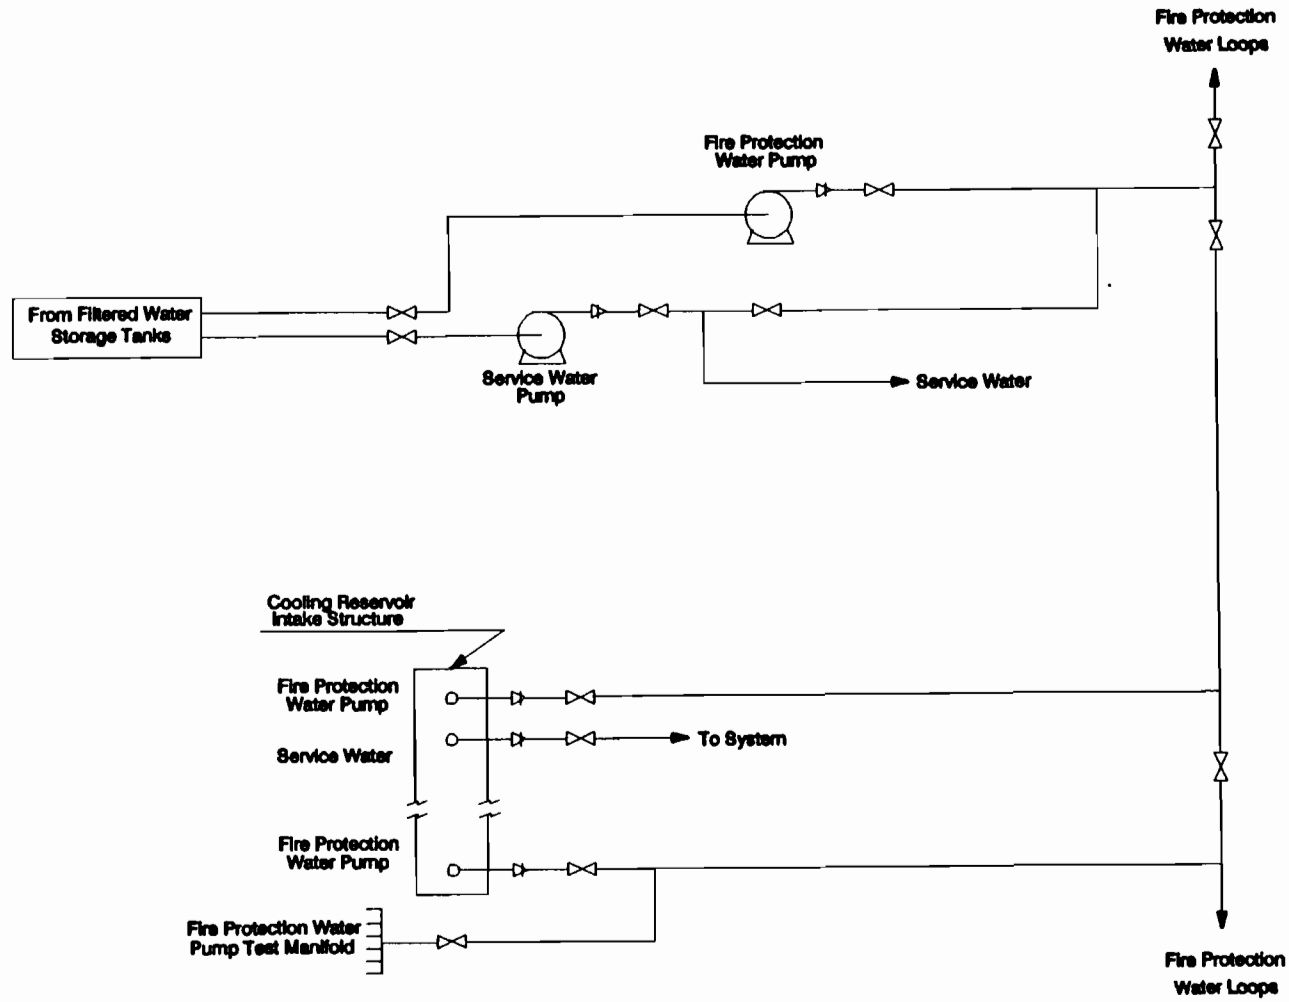 Fire Protection
Water Loops
Fire Protection
Water Pump
From Filtered Water
Storage Tanks
Service Water
Pump
Service Water
Cooling Reservoir
Intake Structure
Fire Protection
Water Pump
To System
Service Water
Fire Protection
Water Pump
Fire Protection Water
Pump Test Manifold
Fire Protection
Water Loops